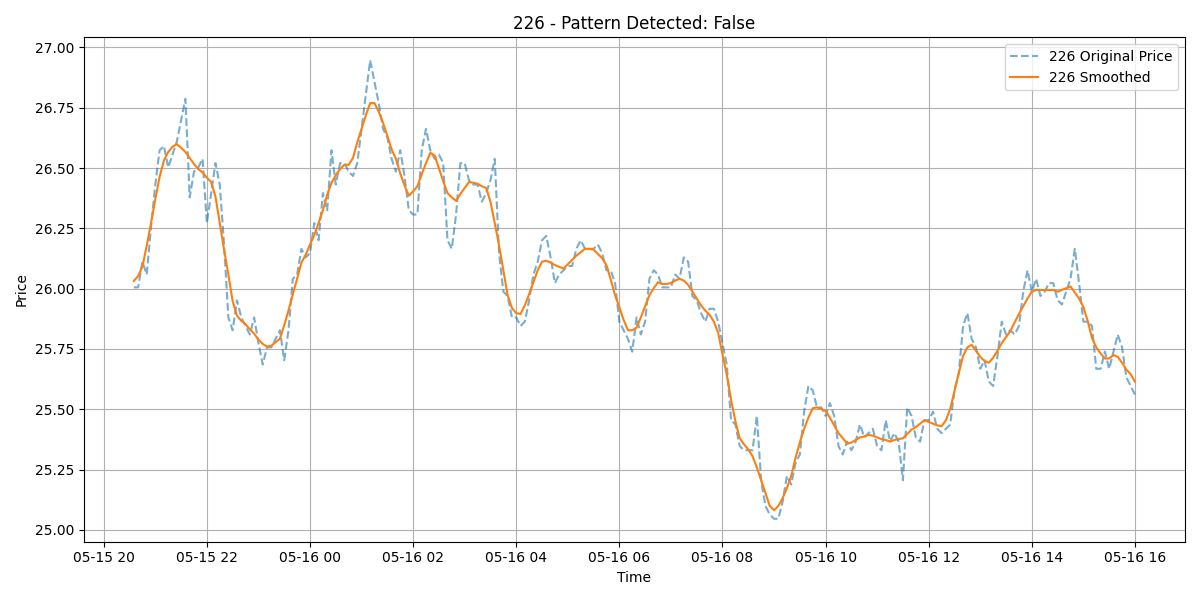 226 - Pattern Detected: False
27.00
26.75
26.50
26.25
26.00
25.75
25.50
25.25
25.00
Price
226 Original Price
226 Smoothed
05-15 20 05-15 22 05-16 00 05-16 02 05-16 04 05-16 06 05-16 08 05-16 10 05-16 12 05-16 14 05-16 16
Time